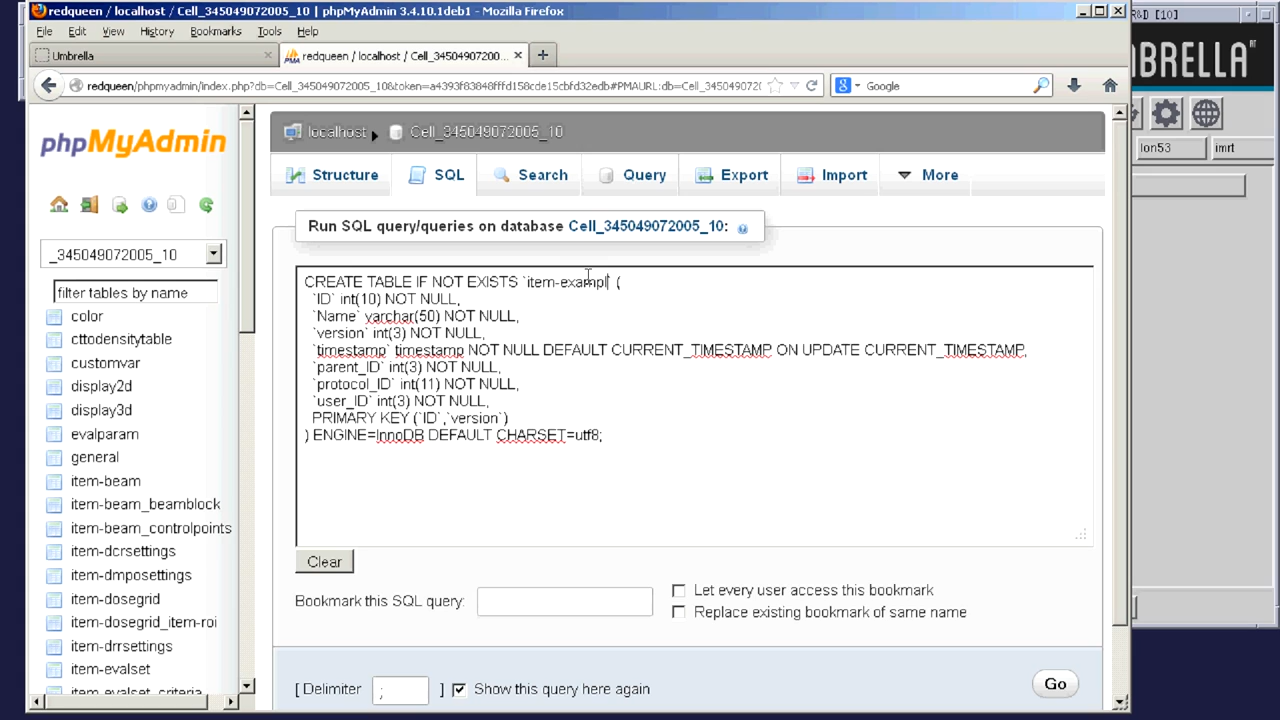 redqueen / localhost / Cell_345049072005_10 | phpMyAdmin 3.4.10.1deb1 - Mozilla Firefox
R&D [10]
File Edit View History Bookmarks Tools Help
Umbrella
redqueen / localhost / Cell_34504907200...
MBRELLA RT
redqueen/phpmyadmin/index.php?db=Cell_345049072005_10&token=a4393f83848fffd158cde15cbfd32edb#PMAURL:db=Cell_3450490720
Google
phpMyAdmin
localhost
Cell_345049072005_10
lon53
imrt
Structure
SQL
Search
Query
Export
Import
More
Run SQL query/queries on database Cell_345049072005_10:
_345049072005_10
filter tables by name
color
cttodensitytable
customvar
display2d
display3d
evalparam
general
item-beam
item-beam_beamblock
item-beam_controlpoints
item-dcrsettings
item-dmposettings
item-dosegrid
item-dosegrid_item-roi
item-drrsettings
item-evalset
item-evalset_criteria
CREATE TABLE IF NOT EXISTS `item-exampl` (
`ID` int(10) NOT NULL,
`Name` varchar(50) NOT NULL,
`version` int(3) NOT NULL,
`timestamp` timestamp NOT NULL DEFAULT CURRENT_TIMESTAMP ON UPDATE CURRENT_TIMESTAMP,
`parent_ID` int(3) NOT NULL,
`protocol_ID` int(11) NOT NULL,
`user_ID` int(3) NOT NULL,
PRIMARY KEY (`ID`,`version`)
) ENGINE=InnoDB DEFAULT CHARSET=utf8;
Clear
Bookmark this SQL query:
Let every user access this bookmark
Replace existing bookmark of same name
[ Delimiter ; ] Show this query here again
Go